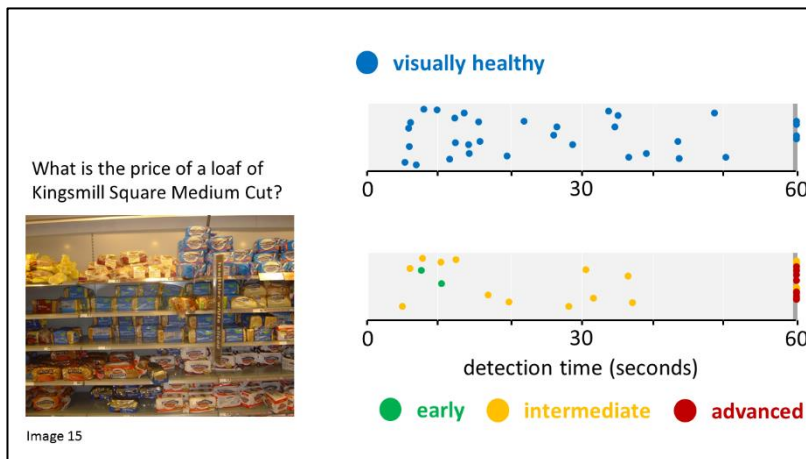 visually healthy
0
30
60
What is the price of a loaf of
Kingsmill Square Medium Cut?
0
30
60
detection time (seconds)
early
intermediate
advanced
Image 15